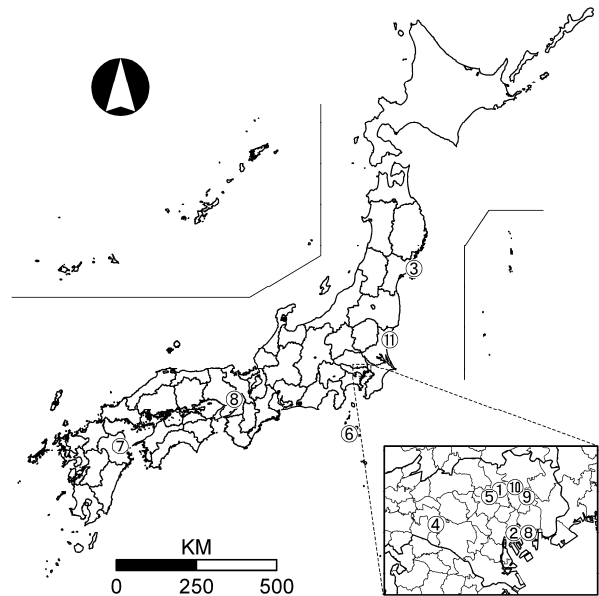 ③
⑪
⑧
⑥
⑦
⑤ ① ⑩ ⑨
④
② ⑧
KM
0 250 500